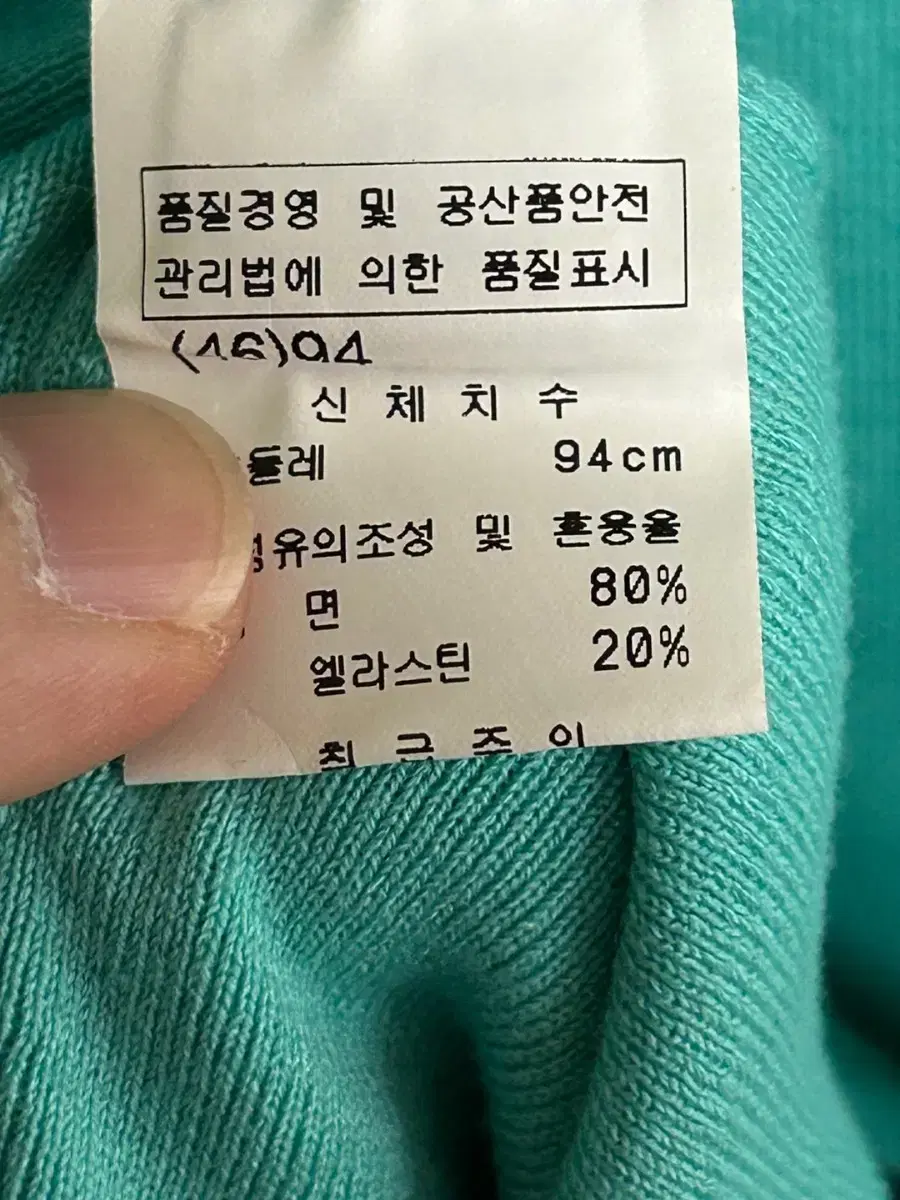 품질경영 및 공산품안전
관리법에 의한 품질표시
(46)94
신체치수
둘레 94cm
섬유의조성 및 혼용율
면 80%
엘라스틴 20%